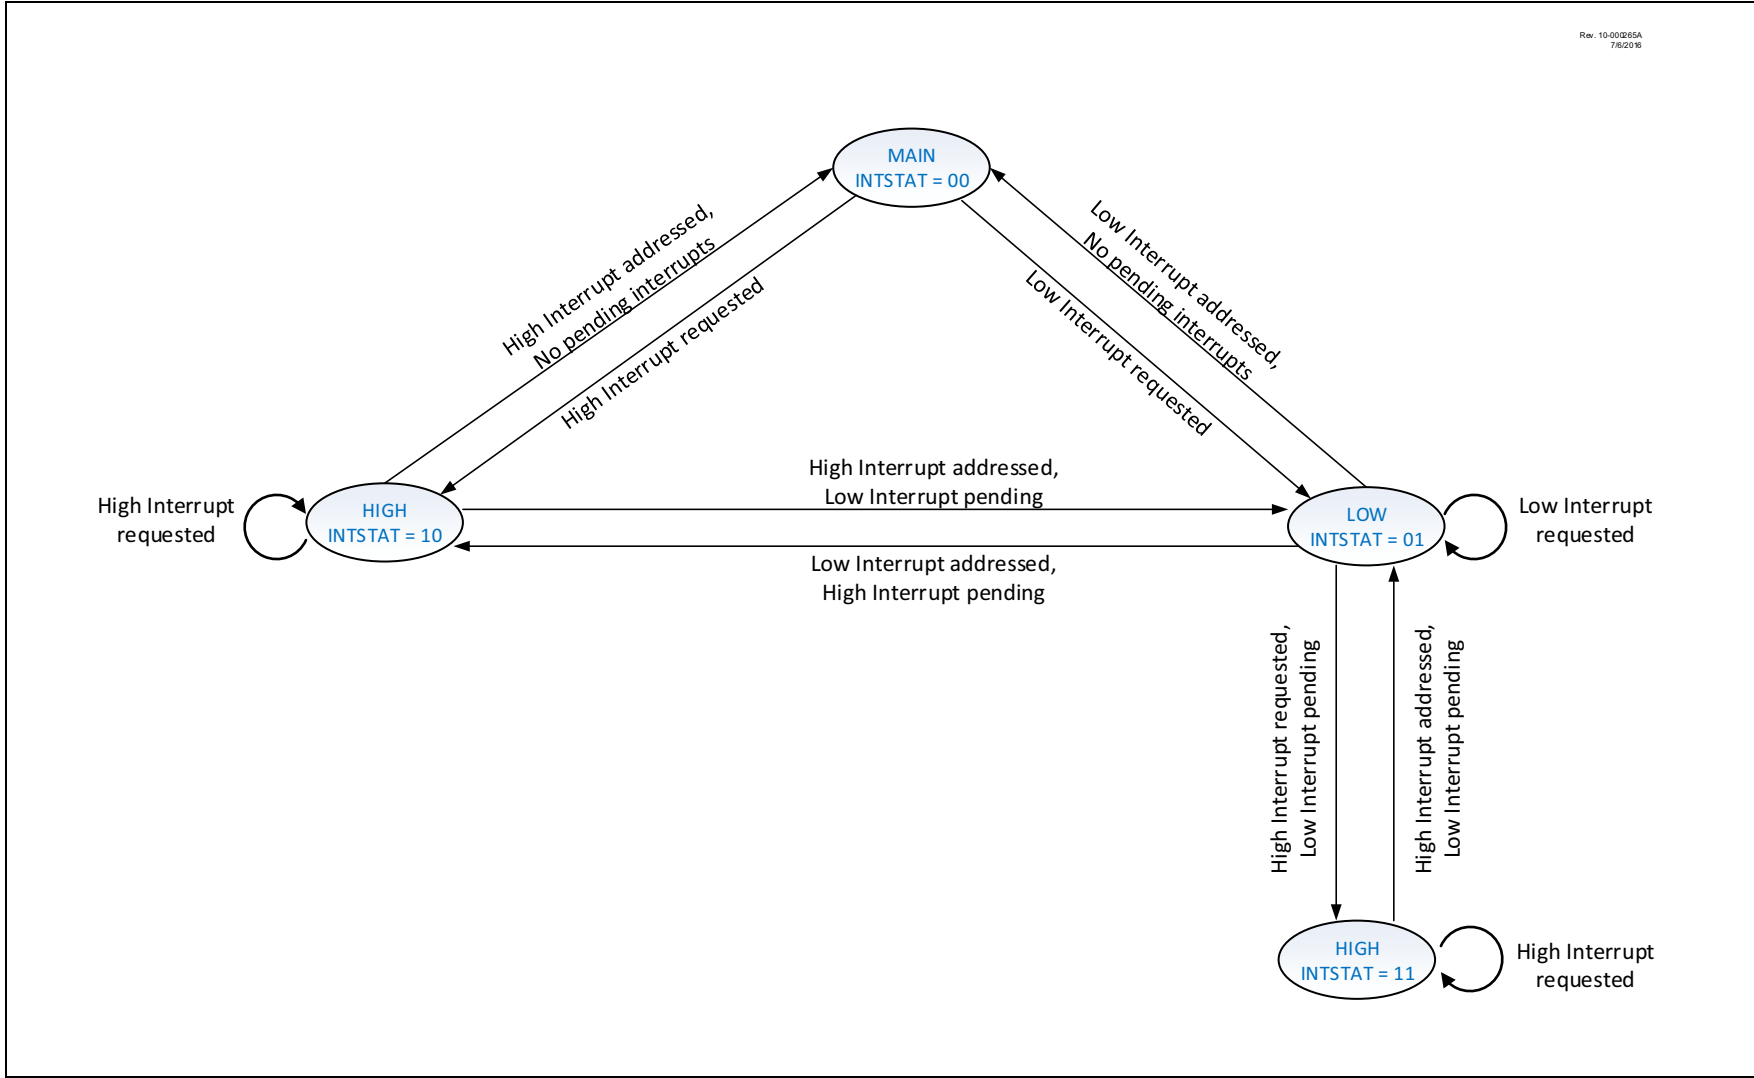 Rev. 10-000265A
7/6/2016
MAIN
INTSTAT = 00
High Interrupt addressed,
No pending interrupts
High Interrupt requested
Low Interrupt addressed,
No pending interrupts
Low Interrupt requested
High Interrupt addressed,
Low Interrupt pending
High Interrupt
requested
HIGH
INTSTAT = 10
LOW
INTSTAT = 01
Low Interrupt
requested
Low Interrupt addressed,
High Interrupt pending
High Interrupt requested,
Low Interrupt pending
High Interrupt addressed,
Low Interrupt pending
HIGH
INTSTAT = 11
High Interrupt
requested